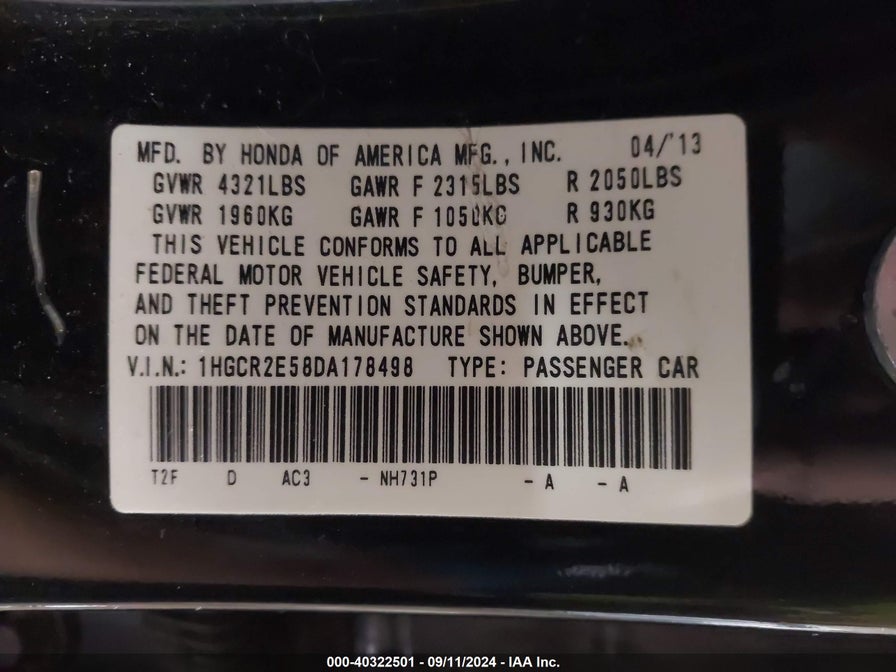 MFD. BY HONDA OF AMERICA MFG., INC. 04/'13
GVWR 4321LBS GAWR F 2315LBS R 2050LBS
GVWR 1960KG GAWR F 1050KG R 930KG
THIS VEHICLE CONFORMS TO ALL APPLICABLE
FEDERAL MOTOR VEHICLE SAFETY, BUMPER,
AND THEFT PREVENTION STANDARDS IN EFFECT
ON THE DATE OF MANUFACTURE SHOWN ABOVE.
V.I.N.: 1HGCR2E58DA178498 TYPE: PASSENGER CAR
T2F D AC3 - NH731P - A - A
000-40322501 - 09/11/2024 - IAA Inc.